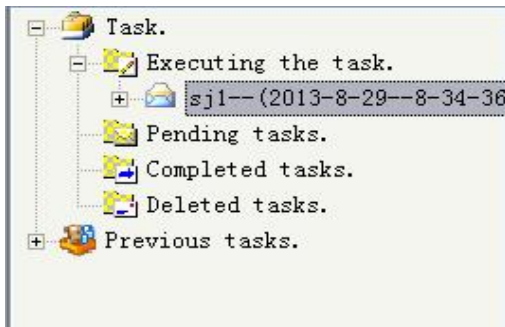 Task.
Executing the task.
sj1--(2013-8-29--8-34-36
Pending tasks.
Completed tasks.
Deleted tasks.
Previous tasks.